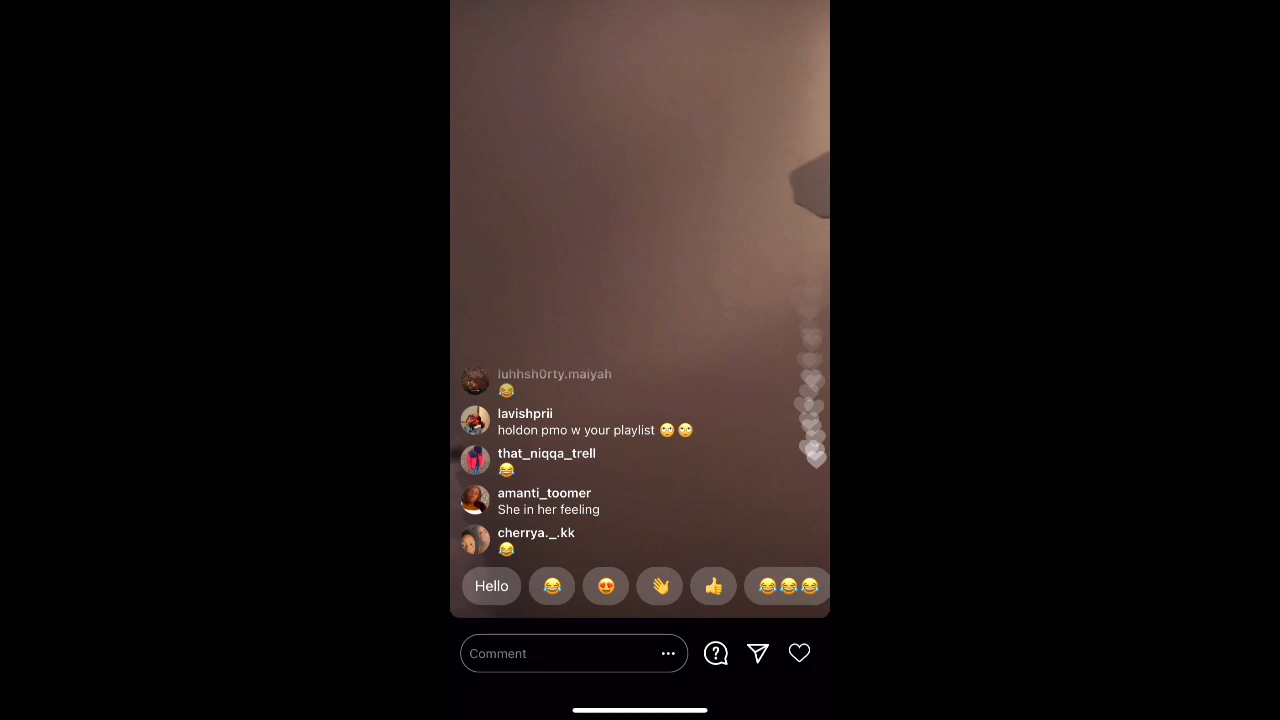 luhhsh0rty.maiyah
😂
lavishprii
holdon pmo w your playlist 🙄 🙄
that_niqqa_trell
😂
amanti_toomer
She in her feeling
cherrya._.kk
😂
Hello 😂 😍 👋 👍 😂😂😂
Comment